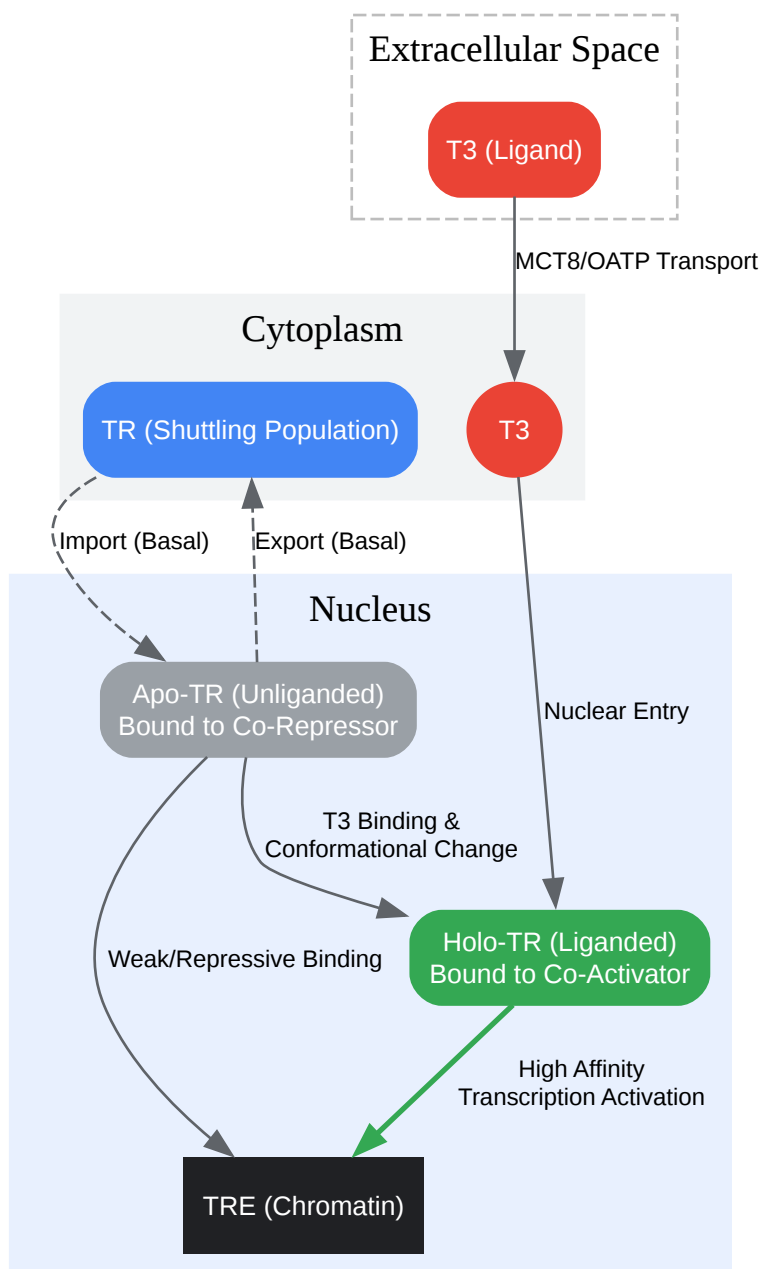 Extracellular Space
T3 (Ligand)
MCT8/OATP Transport
Cytoplasm
TR (Shuttling Population)
T3
Import (Basal)
Export (Basal)
Nucleus
Apo-TR (Unliganded)
Bound to Co-Repressor
Nuclear Entry
T3 Binding &
Conformational Change
Weak/Repressive Binding
Holo-TR (Liganded)
Bound to Co-Activator
High Affinity
Transcription Activation
TRE (Chromatin)